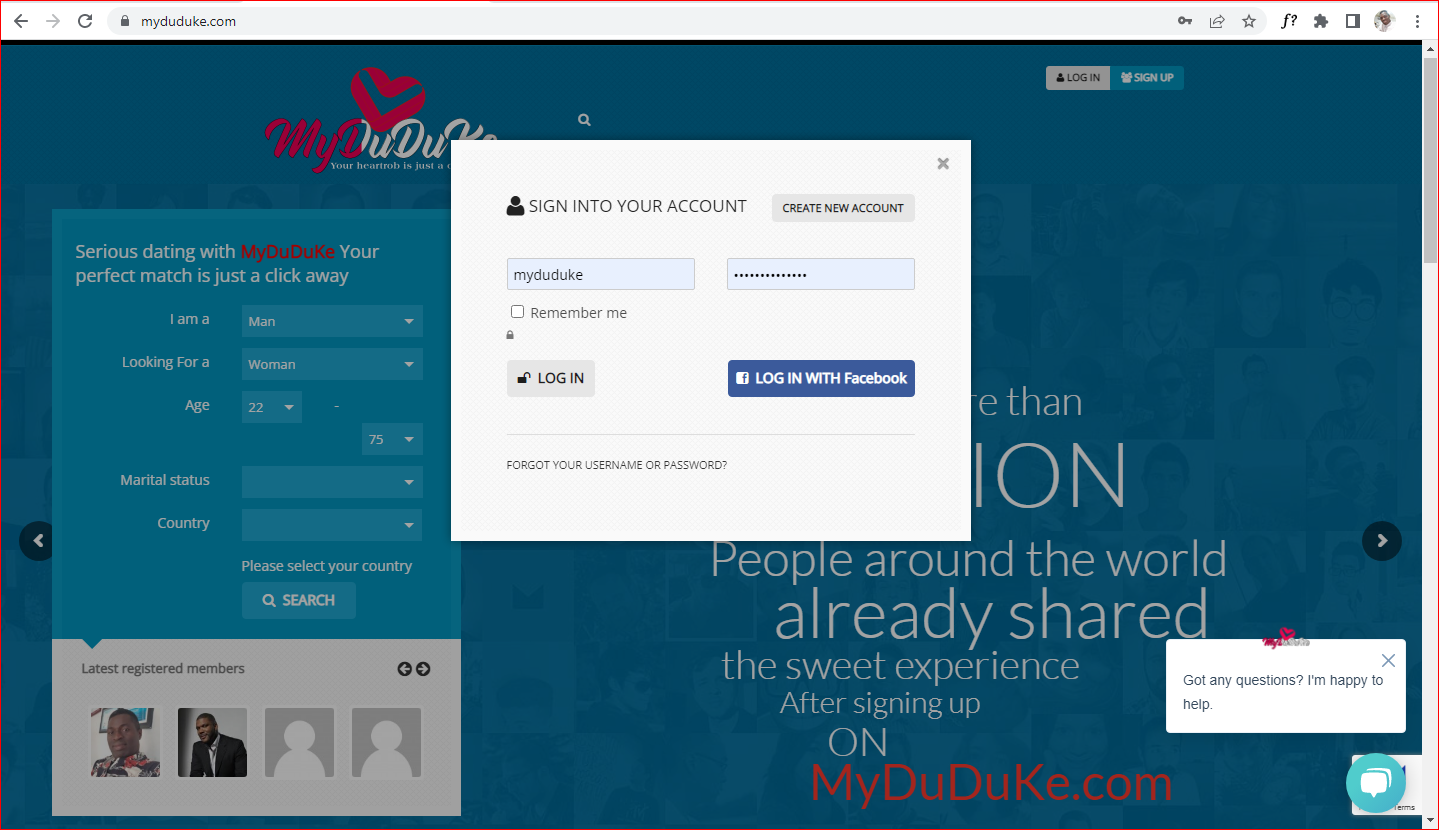 myduduke.com
f?
LOG IN
SIGN UP
MyDuDuKe
Your heartrob is just a
SIGN INTO YOUR ACCOUNT
CREATE NEW ACCOUNT
myduduke
••••••••••••••
Remember me
LOG IN
LOG IN WITH Facebook
FORGOT YOUR USERNAME OR PASSWORD?
Serious dating with MyDuDuKe Your
perfect match is just a click away
I am a Man
Looking For a Woman
Age 22 -
75
Marital status
Country
Please select your country
SEARCH
Latest registered members
than
ION
People around the world
already shared
the sweet experience
After signing up
ON
MyDuDuKe.com
MyDuDuKe
Got any questions? I'm happy to
help.
Terms